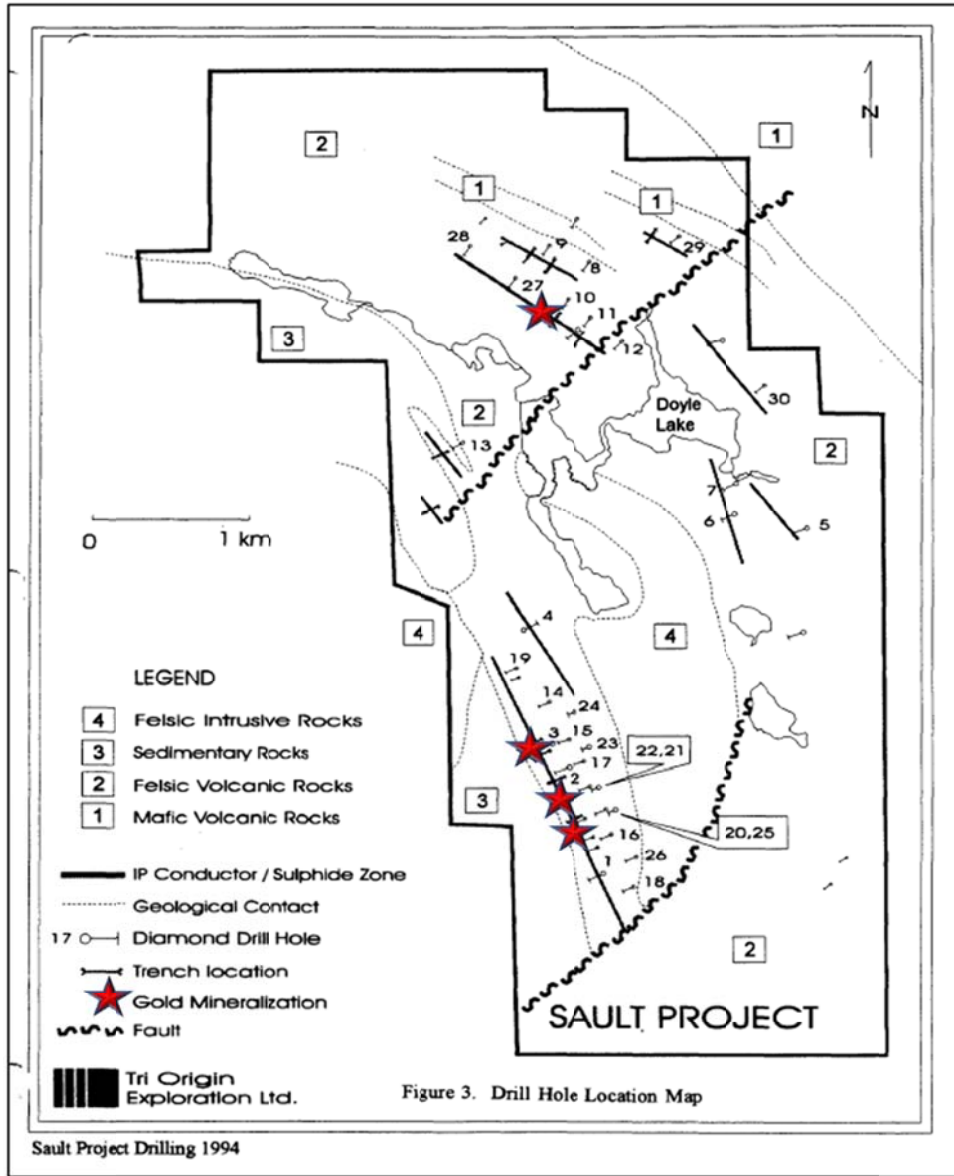 1
N
2
1
1
28
9
29
8
27
10
11
12
3
2
13
Doyle
Lake
30
2
7
6
5
0 1 km
4
4
4
19
14
24
3
15
23
17
22,21
2
3
20,25
16
1
26
18
2
LEGEND
4 Felsic Intrusive Rocks
3 Sedimentary Rocks
2 Felsic Volcanic Rocks
1 Mafic Volcanic Rocks
IP Conductor / Sulphide Zone
Geological Contact
17 Diamond Drill Hole
Trench location
Gold Mineralization
Fault
SAULT PROJECT
Tri Origin
Exploration Ltd.
Figure 3. Drill Hole Location Map
Sault Project Drilling 1994